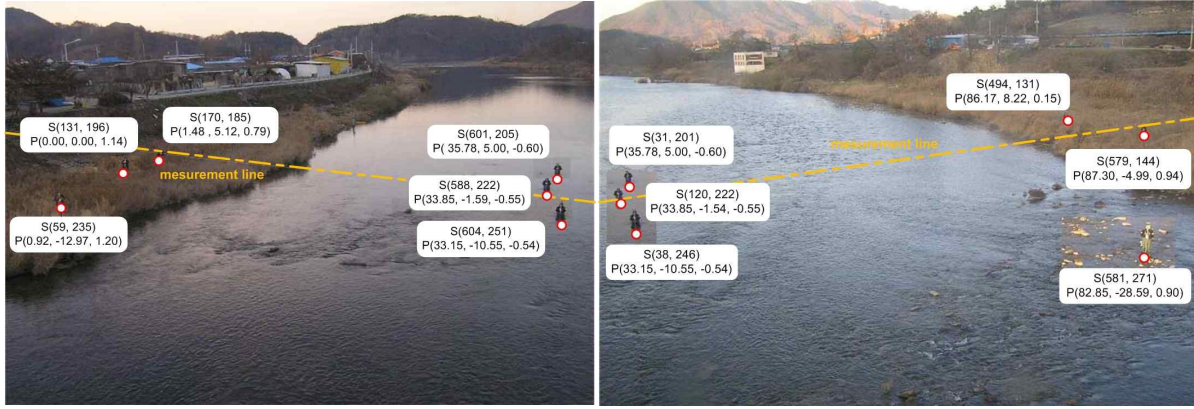 S(131, 196)
P(0.00, 0.00, 1.14)
S(170, 185)
P(1.48 , 5.12, 0.79)
mesurement line
S(59, 235)
P(0.92, -12.97, 1.20)
S(601, 205)
P( 35.78, 5.00, -0.60)
S(588, 222)
P(33.85, -1.59, -0.55)
S(604, 251)
P(33.15, -10.55, -0.54)
S(31, 201)
P(35.78, 5.00, -0.60)
S(120, 222)
P(33.85, -1.54, -0.55)
S(38, 246)
P(33.15, -10.55, -0.54)
S(494, 131)
P(86.17, 8.22, 0.15)
mesurement line
S(579, 144)
P(87.30, -4.99, 0.94)
S(581, 271)
P(82.85, -28.59, 0.90)